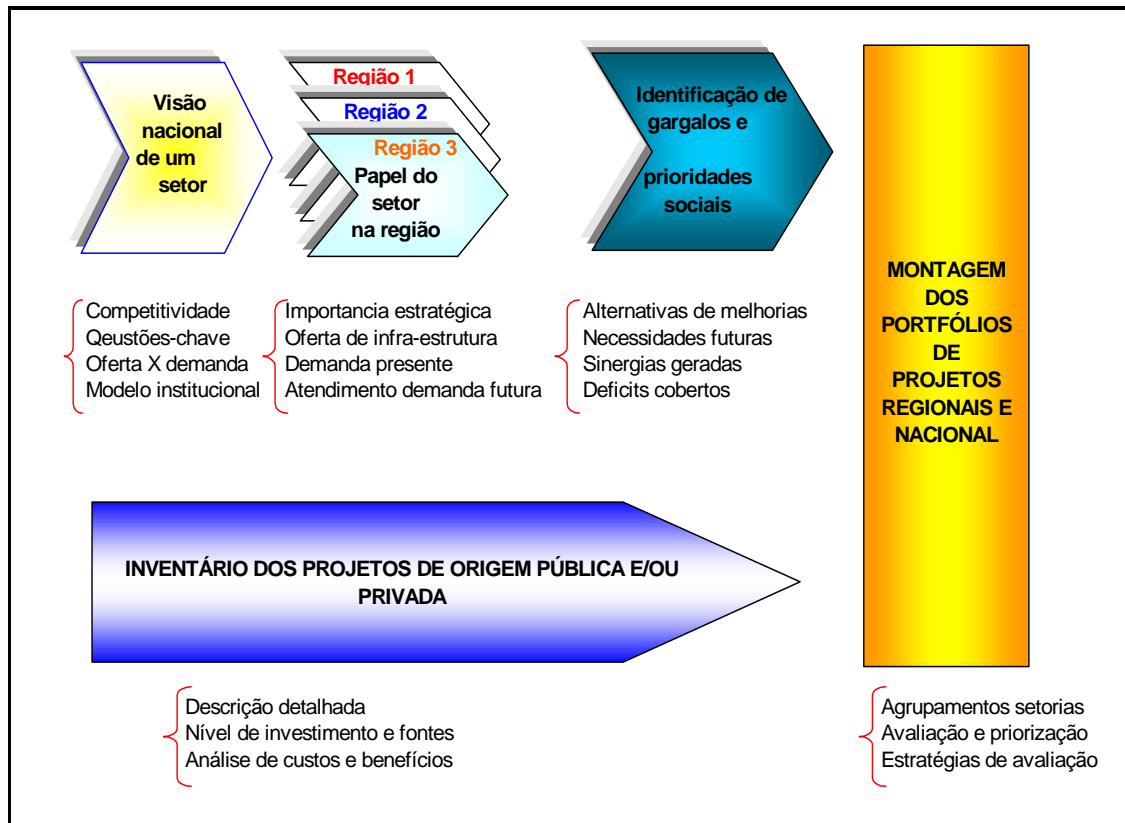 Visão
nacional
de um
setor
Região 1
Região 2
Região 3
Papel do
setor
na região
Identificação de
gargalos e
prioridades
sociais
Competitividade
Qeustões-chave
Oferta X demanda
Modelo institucional
Importancia estratégica
Oferta de infra-estrutura
Demanda presente
Atendimento demanda futura
Alternativas de melhorias
Necessidades futuras
Sinergias geradas
Deficits cobertos
MONTAGEM
DOS
PORTFÓLIOS
DE
PROJETOS
REGIONAIS E
NACIONAL
INVENTÁRIO DOS PROJETOS DE ORIGEM PÚBLICA E/OU
PRIVADA
Descrição detalhada
Nível de investimento e fontes
Análise de custos e benefícios
Agrupamentos setorias
Avaliação e priorização
Estratégias de avaliação